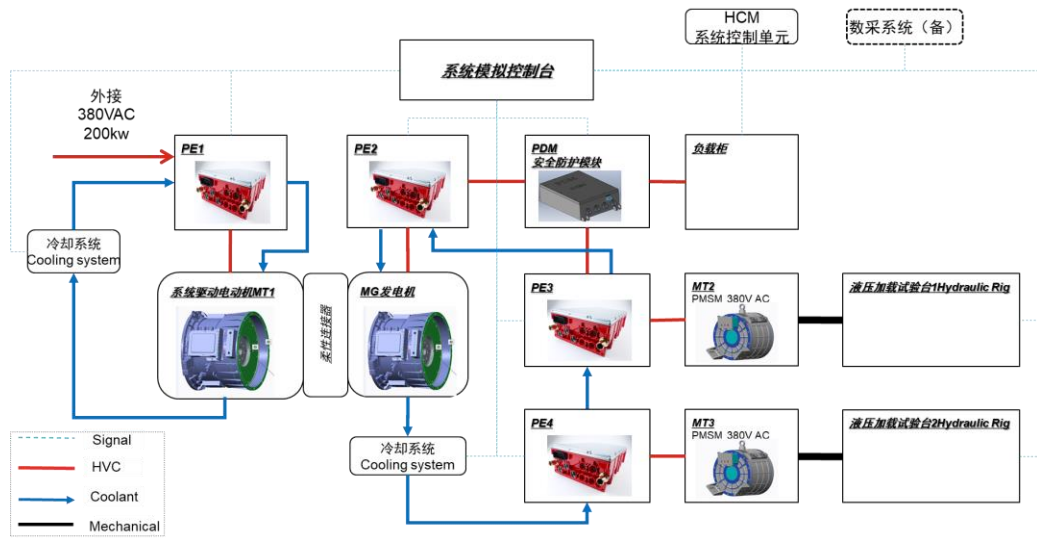 HCM
系统控制单元
数采系统（备）
系统模拟控制台
外接
380VAC
200kw
PE1
PE2
PDM
安全防护模块
负载柜
冷却系统
Cooling system
系统驱动电动机MT1
柔性连接器
MG发电机
PE3
MT2
PMSM 380V AC
液压加载试验台1Hydraulic Rig
冷却系统
Cooling system
PE4
MT3
PMSM 380V AC
液压加载试验台2Hydraulic Rig
Signal
HVC
Coolant
Mechanical